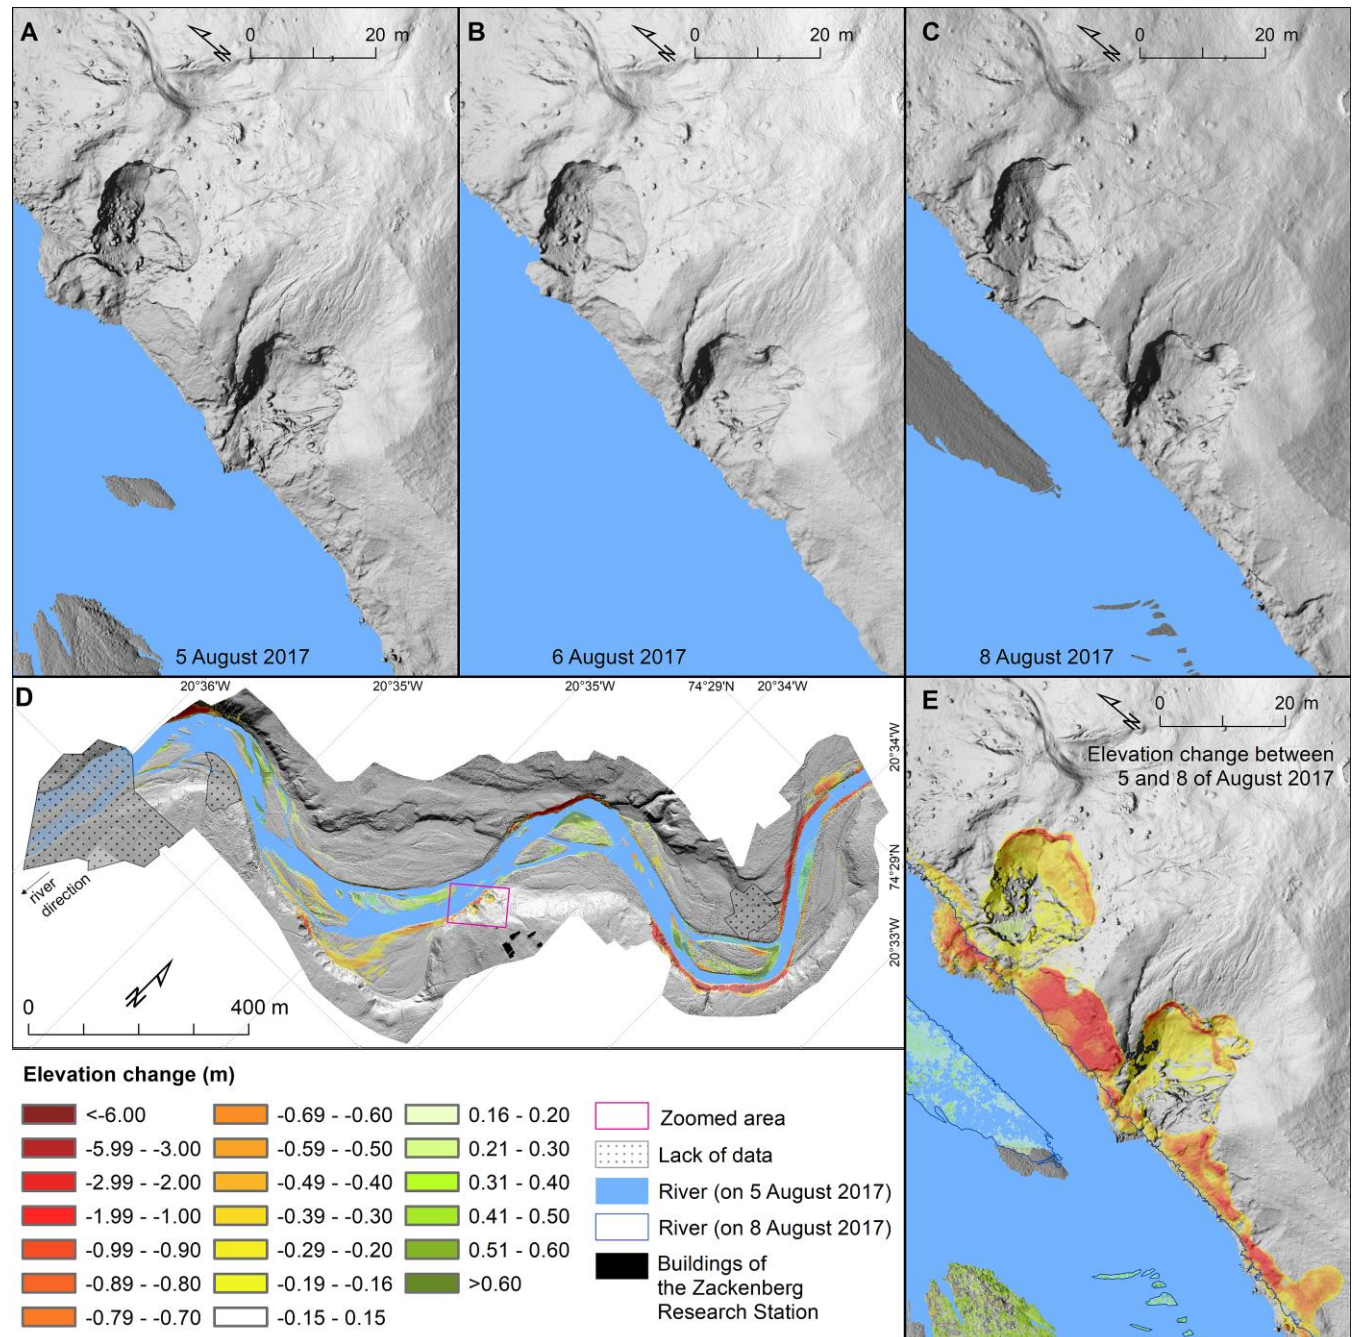 A
N
0
20 m
5 August 2017
B
N
0
20 m
6 August 2017
C
N
0
20 m
8 August 2017
D
20°36'W
20°35'W
20°35'W
74°29'N
20°34'W
20°34'W
74°29'N
20°33'W
river
direction
N
0
400 m
E
N
0
20 m
Elevation change between
5 and 8 of August 2017
Elevation change (m)
<-6.00
-5.99 - -3.00
-2.99 - -2.00
-1.99 - -1.00
-0.99 - -0.90
-0.89 - -0.80
-0.79 - -0.70
-0.69 - -0.60
-0.59 - -0.50
-0.49 - -0.40
-0.39 - -0.30
-0.29 - -0.20
-0.19 - -0.16
-0.15 - 0.15
0.16 - 0.20
0.21 - 0.30
0.31 - 0.40
0.41 - 0.50
0.51 - 0.60
>0.60
Zoomed area
Lack of data
River (on 5 August 2017)
River (on 8 August 2017)
Buildings of
the Zackenberg
Research Station